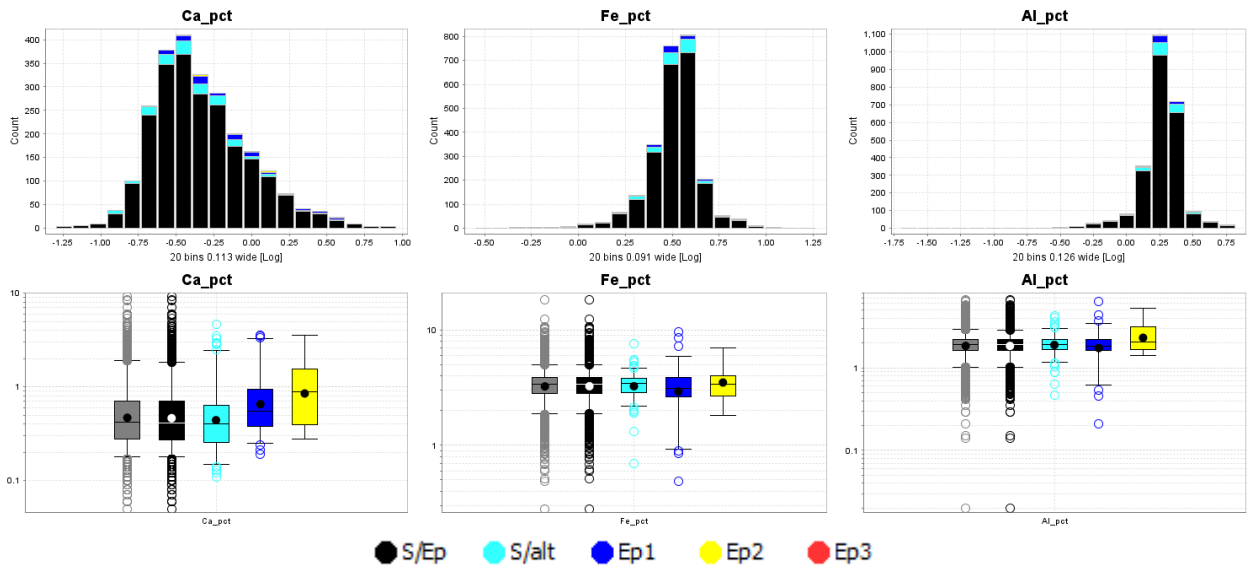 Ca_pct
Fe_pct
Al_pct
Count
400
350
300
250
200
150
100
50
0
-1.25 -1.00 -0.75 -0.50 -0.25 0.00 0.25 0.50 0.75 1.00
20 bins 0.113 wide [Log]
Count
800
700
600
500
400
300
200
100
0
-0.50 -0.25 0.00 0.25 0.50 0.75 1.00 1.25
20 bins 0.091 wide [Log]
Count
1,100
1,000
900
800
700
600
500
400
300
200
100
0
-1.75 -1.50 -1.25 -1.00 -0.75 -0.50 -0.25 0.00 0.25 0.50 0.75
20 bins 0.126 wide [Log]
Ca_pct
Fe_pct
Al_pct
10
1
0.1
Ca_pct
10
1
Fe_pct
1
0.1
Al_pct
S/Ep S/alt Ep1 Ep2 Ep3